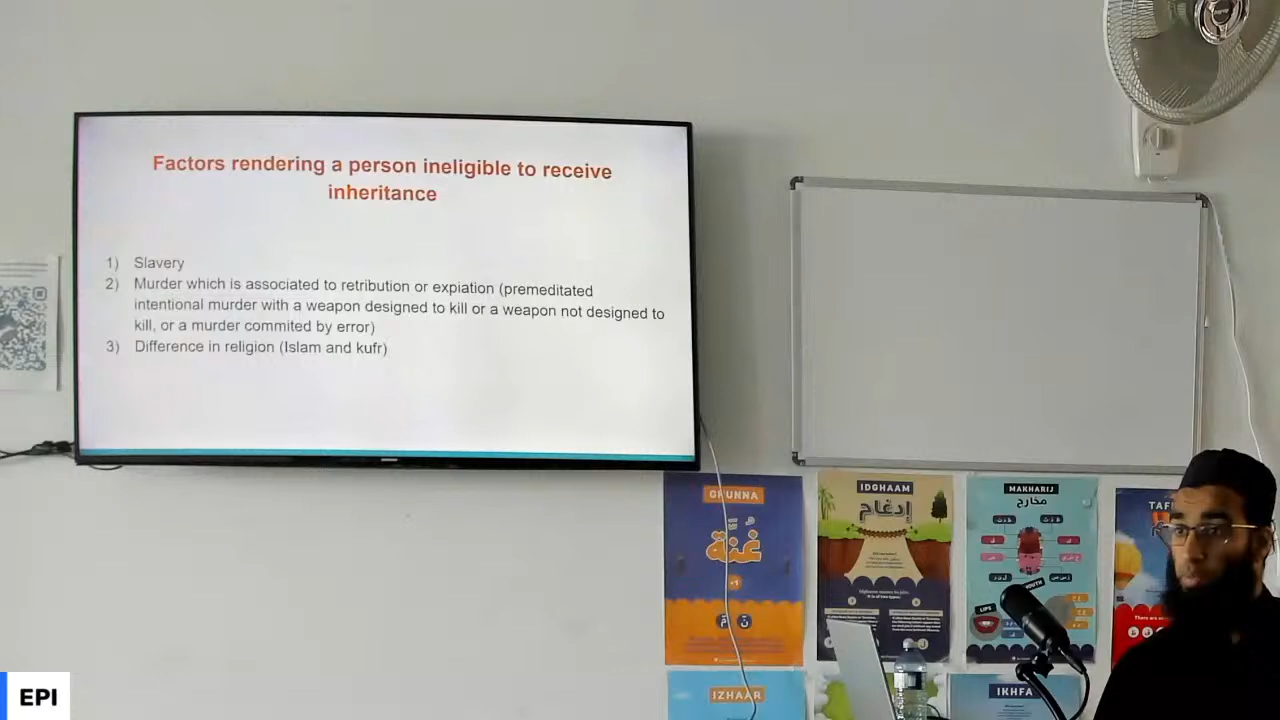 Factors rendering a person ineligible to receive
inheritance
1) Slavery
2) Murder which is associated to retribution or expiation (premeditated
intentional murder with a weapon designed to kill or a weapon not designed to
kill, or a murder commited by error)
3) Difference in religion (Islam and kufr)
GHUNNA
غُنَّة
IDGHAAM
إدغام
MAKHARIJ
مخارج
MOUTH
LIPS
IZHAAR
IKHFA
EPI